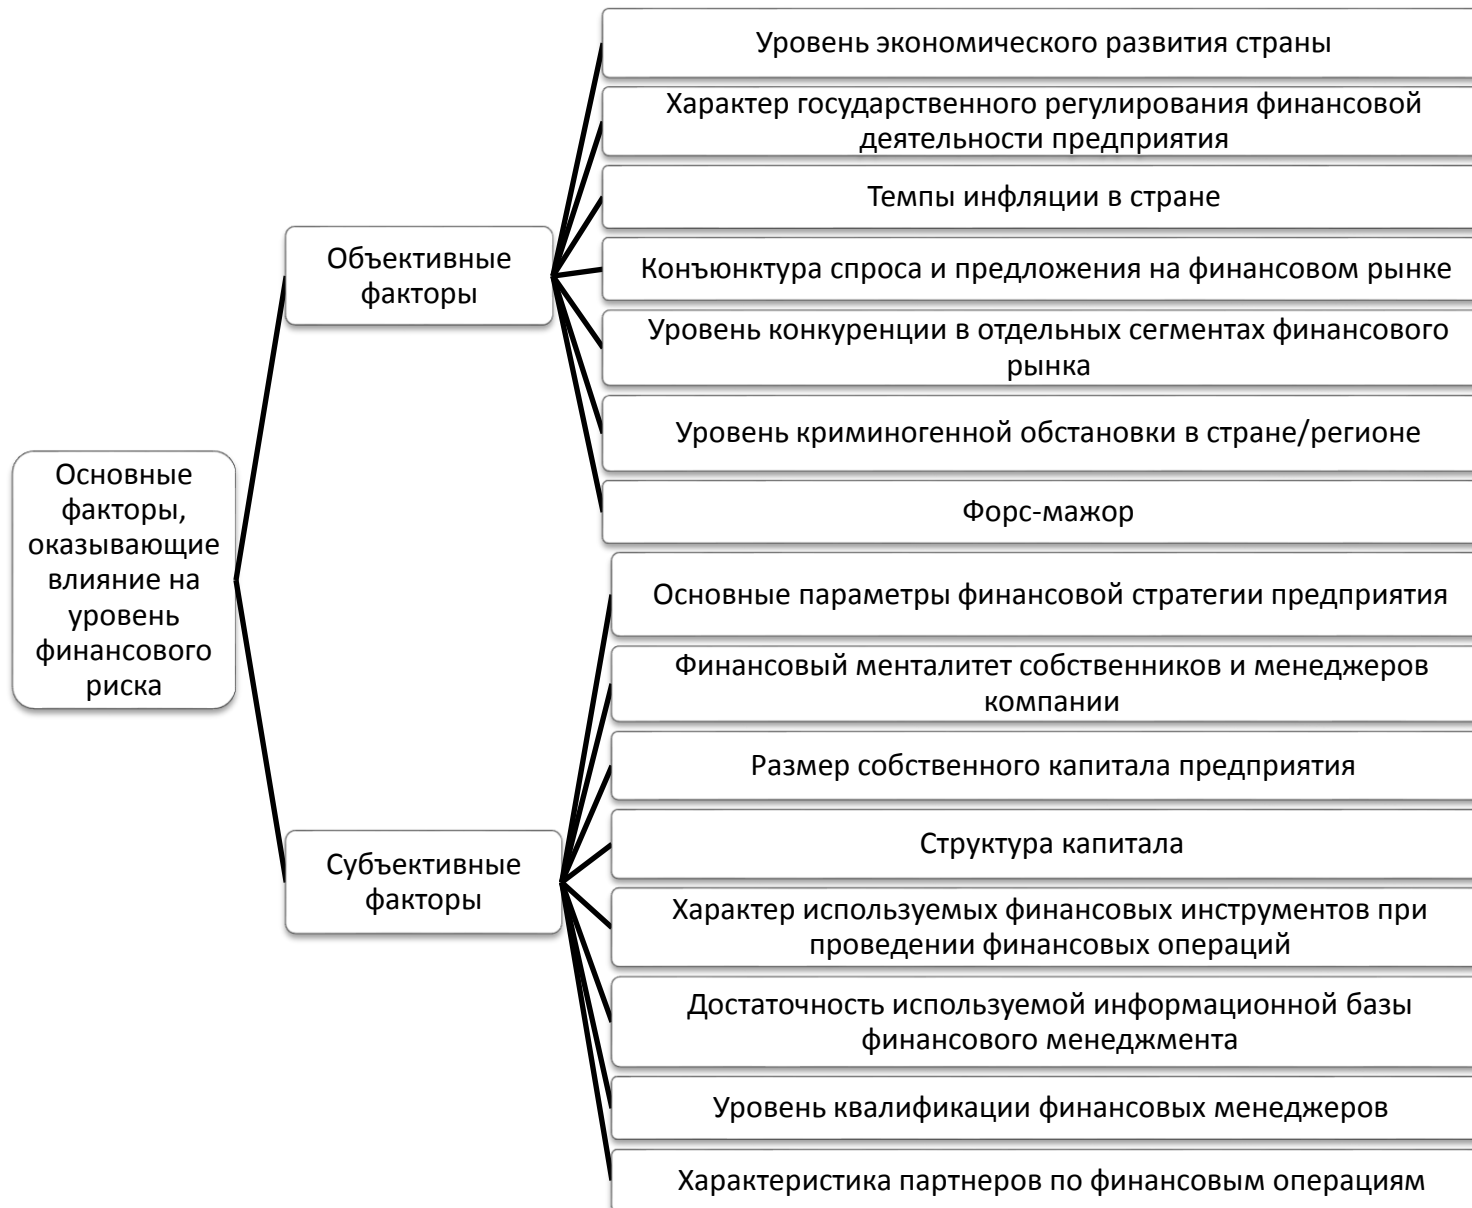 Основные
факторы,
оказывающие
влияние на
уровень
финансового
риска
Объективные
факторы
Уровень экономического развития страны
Характер государственного регулирования финансовой
деятельности предприятия
Темпы инфляции в стране
Конъюнктура спроса и предложения на финансовом рынке
Уровень конкуренции в отдельных сегментах финансового
рынка
Уровень криминогенной обстановки в стране/регионе
Форс-мажор
Субъективные
факторы
Основные параметры финансовой стратегии предприятия
Финансовый менталитет собственников и менеджеров
компании
Размер собственного капитала предприятия
Структура капитала
Характер используемых финансовых инструментов при
проведении финансовых операций
Достаточность используемой информационной базы
финансового менеджмента
Уровень квалификации финансовых менеджеров
Характеристика партнеров по финансовым операциям